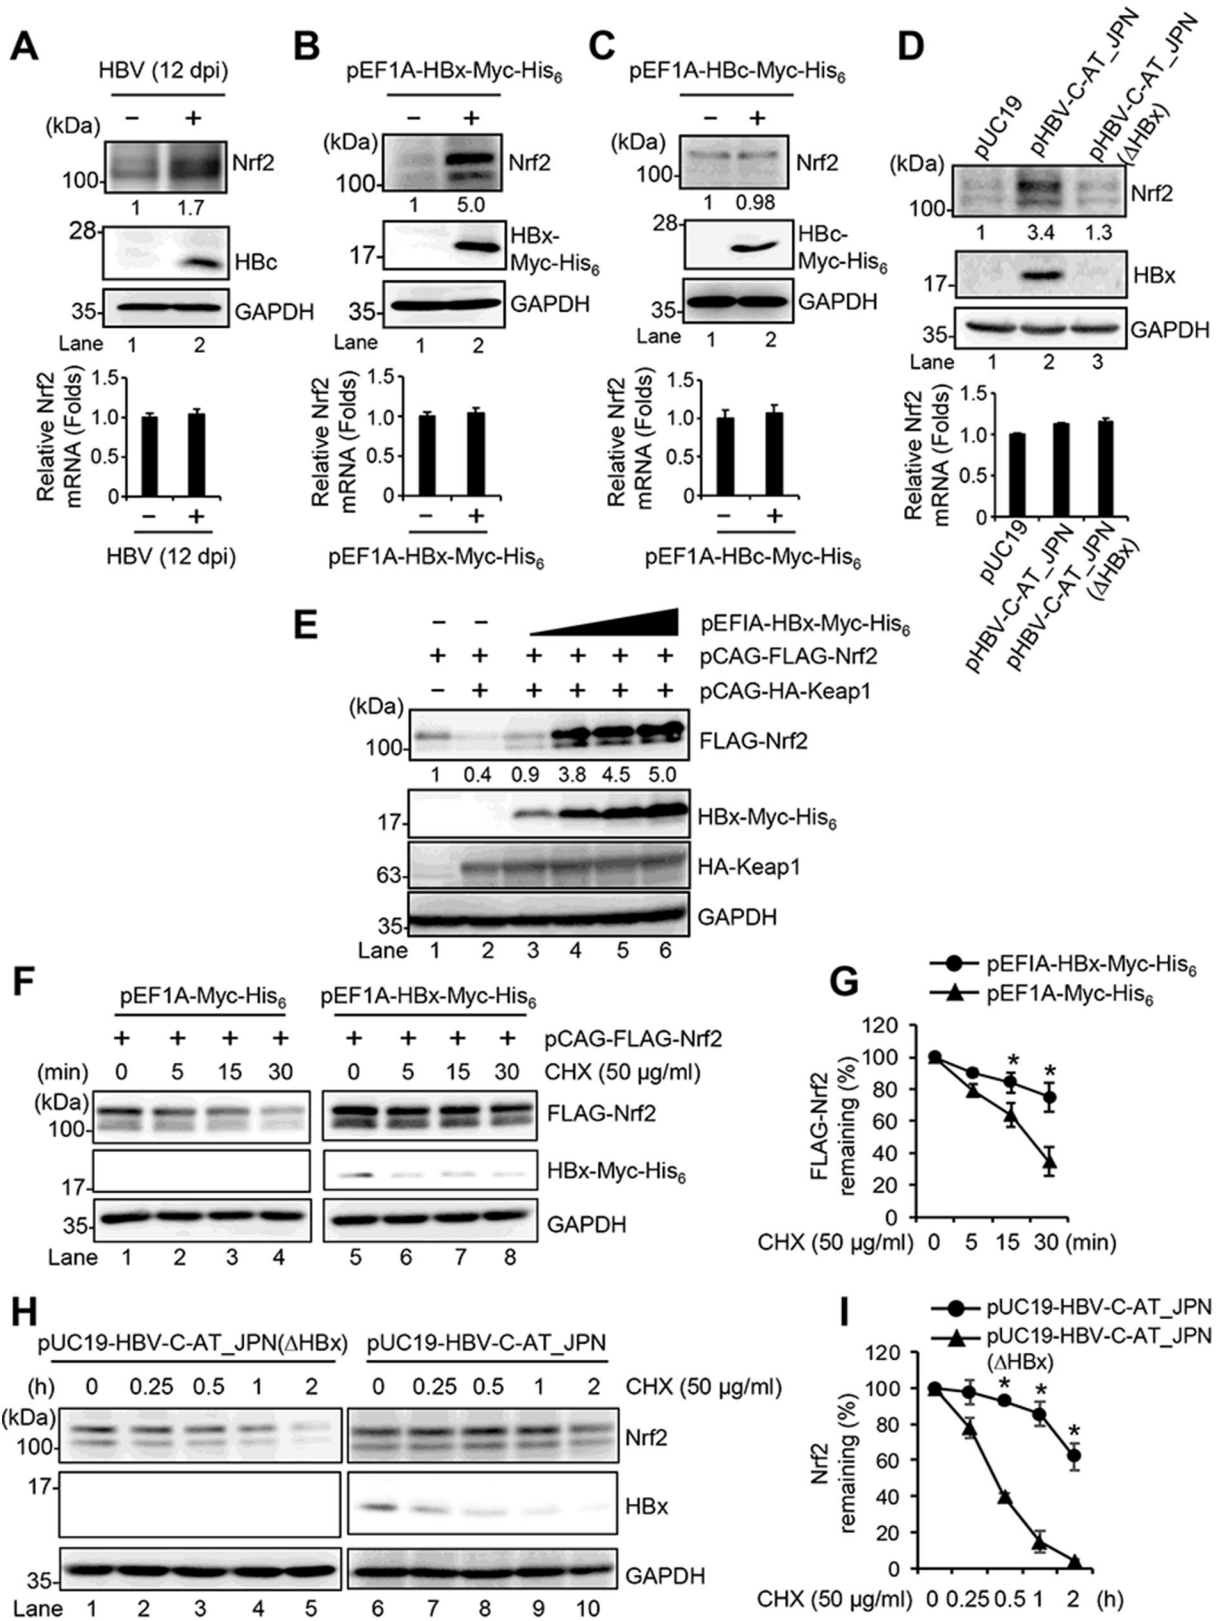 A
HBV (12 dpi)
− +
(kDa)
Nrf2
100
1 1.7
28
HBc
35
GAPDH
Lane 1 2
Relative Nrf2
mRNA (Folds)
1.5
1.0
0.5
0
− +
HBV (12 dpi)
B
pEF1A-HBx-Myc-His6
− +
(kDa)
Nrf2
100
1 5.0
HBx-
Myc-His6
17
35
GAPDH
Lane 1 2
Relative Nrf2
mRNA (Folds)
1.5
1.0
0.5
0
− +
pEF1A-HBx-Myc-His6
C
pEF1A-HBc-Myc-His6
− +
(kDa)
Nrf2
100
1 0.98
28
HBc-
Myc-His6
17
35
GAPDH
Lane 1 2
Relative Nrf2
mRNA (Folds)
1.5
1.0
0.5
0
− +
pEF1A-HBc-Myc-His6
D
pUC19
pHBV-C-AT_JPN
pHBV-C-AT_JPN
(ΔHBx)
(kDa)
Nrf2
100
1 3.4 1.3
HBx
17
35
GAPDH
Lane 1 2 3
Relative Nrf2
mRNA (Folds)
1.5
1.0
0.5
0
pUC19
pHBV-C-AT_JPN
pHBV-C-AT_JPN
(ΔHBx)
E
− − pEFIA-HBx-Myc-His6
+ + + + + + pCAG-FLAG-Nrf2
− + + + + + pCAG-HA-Keap1
(kDa)
FLAG-Nrf2
100
1 0.4 0.9 3.8 4.5 5.0
HBx-Myc-His6
17
HA-Keap1
63
GAPDH
35
Lane 1 2 3 4 5 6
F
pEF1A-Myc-His6 pEF1A-HBx-Myc-His6
+ + + + + + + + pCAG-FLAG-Nrf2
(min) 0 5 15 30 0 5 15 30 CHX (50 µg/ml)
(kDa)
FLAG-Nrf2
100
HBx-Myc-His6
17
35
GAPDH
Lane 1 2 3 4 5 6 7 8
G
pEFIA-HBx-Myc-His6
pEF1A-Myc-His6
FLAG-Nrf2
remaining (%)
120
100
80
60
40
20
0
* *
CHX (50 µg/ml) 0 5 15 30 (min)
H
pUC19-HBV-C-AT_JPN(ΔHBx) pUC19-HBV-C-AT_JPN
(h) 0 0.25 0.5 1 2 0 0.25 0.5 1 2 CHX (50 µg/ml)
(kDa)
Nrf2
100
17
HBx
35
GAPDH
Lane 1 2 3 4 5 6 7 8 9 10
I
pUC19-HBV-C-AT_JPN
pUC19-HBV-C-AT_JPN
(ΔHBx)
Nrf2
remaining (%)
120
100
80
60
40
20
0
* * *
CHX (50 µg/ml) 0 0.25 0.5 1 2 (h)